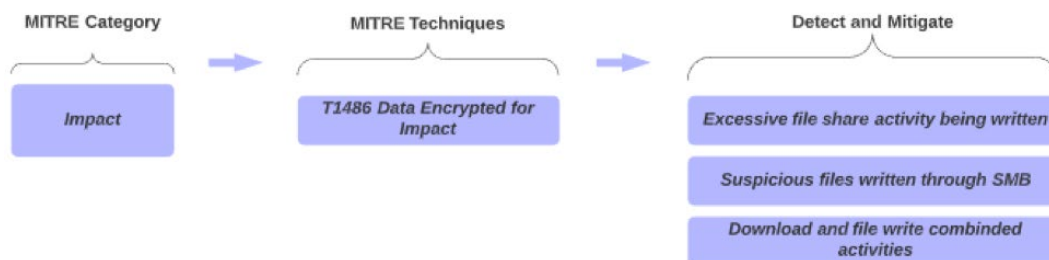 MITRE Category
MITRE Techniques
Detect and Mitigate
Impact
T1486 Data Encrypted for
Impact
Excessive file share activity being written
Suspicious files written through SMB
Download and file write combinded
activities